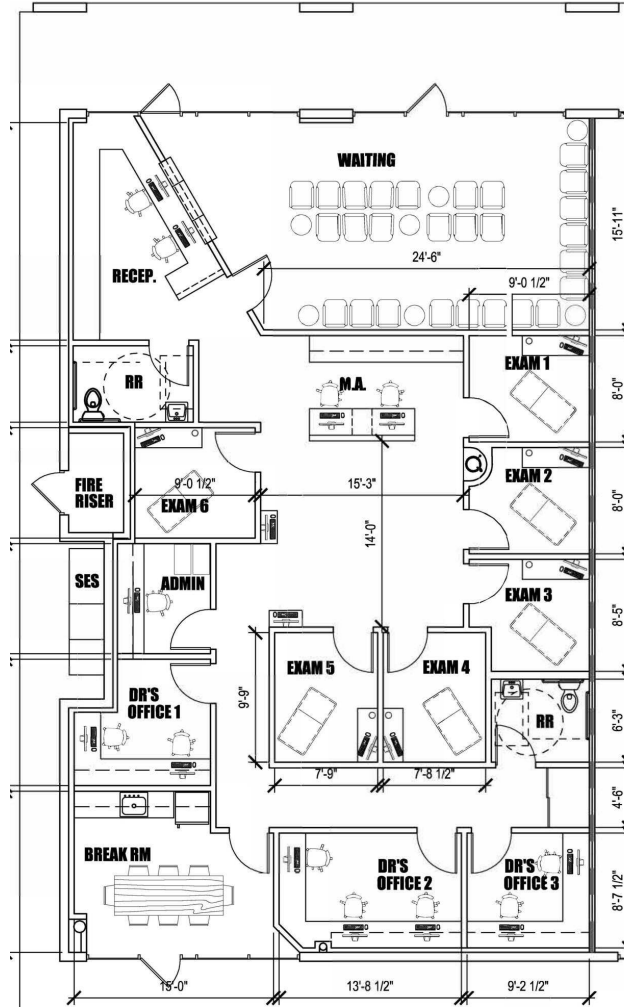 WAITING
15'-11"
24'-6"
RECEP.
9'-0 1/2"
EXAM 1
RR
M.A.
8'-0"
FIRE
RISER
9'-0 1/2"
EXAM 6
15'-3"
EXAM 2
8'-0"
14'-0"
SES
ADMIN
EXAM 3
8'-5"
DR'S
OFFICE 1
9'-9"
EXAM 5
EXAM 4
RR
6'-3"
7'-9"
7'-8 1/2"
4'-6"
BREAK RM
DR'S
OFFICE 2
DR'S
OFFICE 3
8'-7 1/2"
15'-0"
13'-8 1/2"
9'-2 1/2"